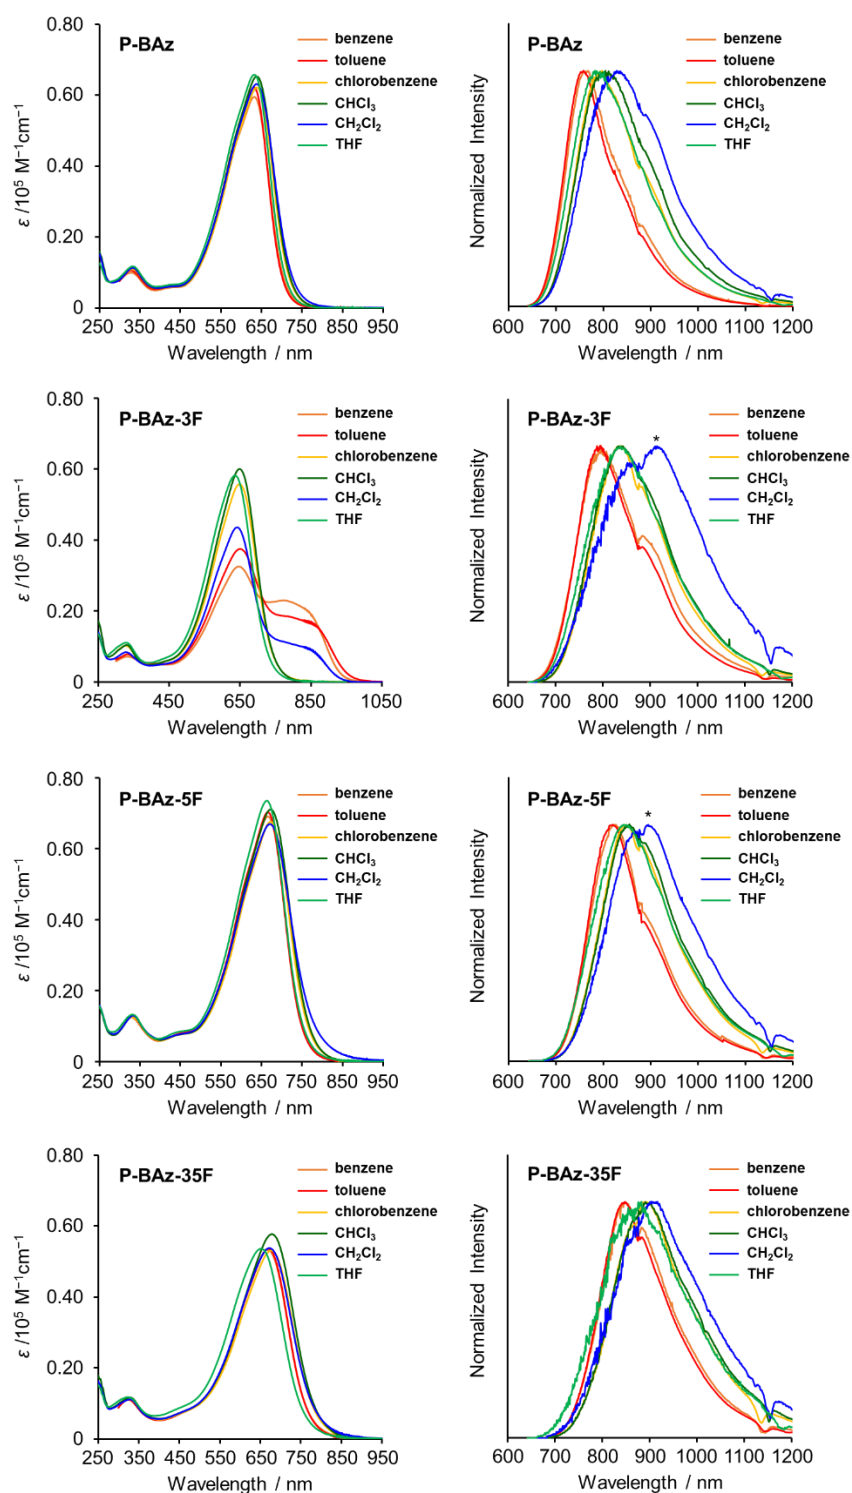 P-BAz
benzene
toluene
chlorobenzene
CHCl₃
CH₂Cl₂
THF
ε /10⁵ M⁻¹cm⁻¹
0.80
0.60
0.40
0.20
0
250 350 450 550 650 750 850 950
Wavelength / nm
P-BAz
benzene
toluene
chlorobenzene
CHCl₃
CH₂Cl₂
THF
Normalized Intensity
600 700 800 900 1000 1100 1200
Wavelength / nm
P-BAz-3F
benzene
toluene
chlorobenzene
CHCl₃
CH₂Cl₂
THF
ε /10⁵ M⁻¹cm⁻¹
0.80
0.60
0.40
0.20
0
250 450 650 850 1050
Wavelength / nm
P-BAz-3F
*
benzene
toluene
chlorobenzene
CHCl₃
CH₂Cl₂
THF
Normalized Intensity
600 700 800 900 1000 1100 1200
Wavelength / nm
P-BAz-5F
benzene
toluene
chlorobenzene
CHCl₃
CH₂Cl₂
THF
ε /10⁵ M⁻¹cm⁻¹
0.80
0.60
0.40
0.20
0
250 350 450 550 650 750 850 950
Wavelength / nm
P-BAz-5F
*
benzene
toluene
chlorobenzene
CHCl₃
CH₂Cl₂
THF
Normalized Intensity
600 700 800 900 1000 1100 1200
Wavelength / nm
P-BAz-35F
benzene
toluene
chlorobenzene
CHCl₃
CH₂Cl₂
THF
ε /10⁵ M⁻¹cm⁻¹
0.80
0.60
0.40
0.20
0
250 350 450 550 650 750 850 950
Wavelength / nm
P-BAz-35F
benzene
toluene
chlorobenzene
CHCl₃
CH₂Cl₂
THF
Normalized Intensity
600 700 800 900 1000 1100 1200
Wavelength / nm